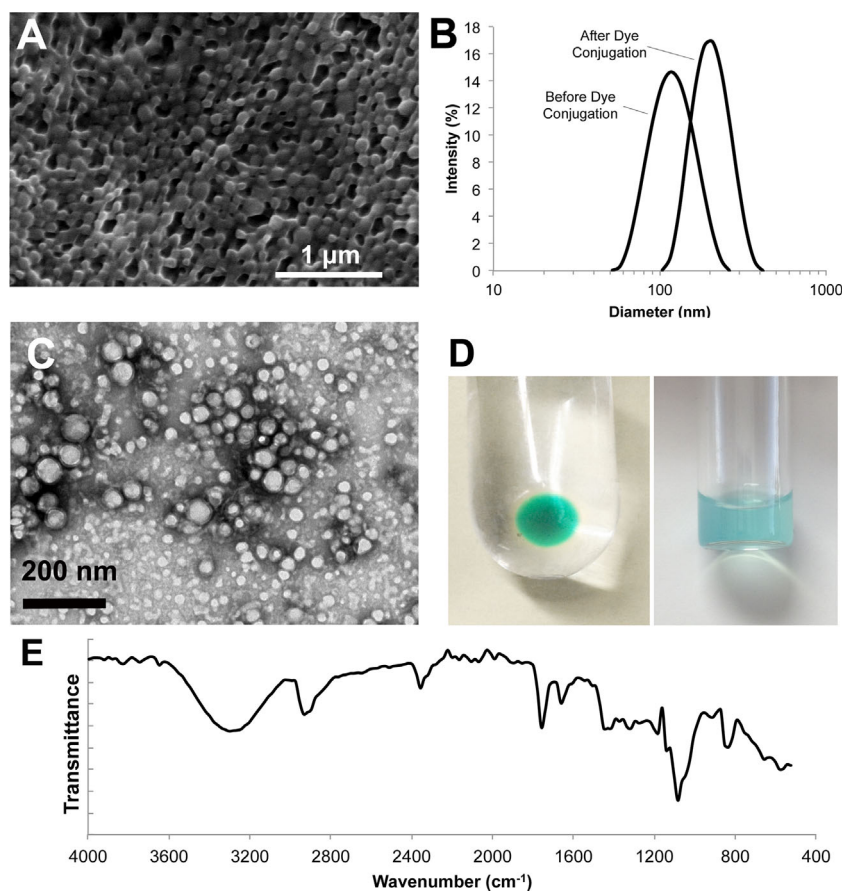 A
1 µm
B
18
16
14
12
10
8
6
4
2
0
Intensity (%)
After Dye
Conjugation
Before Dye
Conjugation
10
100
1000
Diameter (nm)
C
200 nm
D
E
Transmittance
4000
3600
3200
2800
2400
2000
1600
1200
800
400
Wavenumber (cm⁻¹)